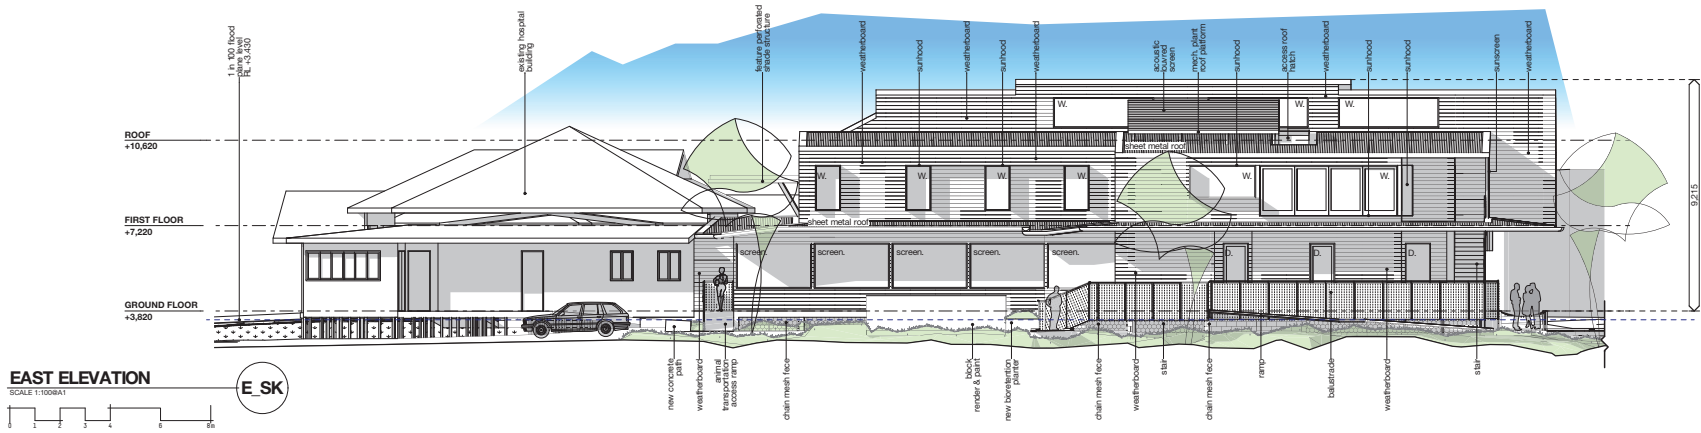 1 in 100 flood
plane level
RL +3.430
existing hospital
building
feature perforated
shade structure
weatherboard
sunhood
weatherboard
sunhood
weatherboard
acoustic
louvred
screen
mech. plant
roof platform
sunhood
access roof
hatch
weatherboard
sunhood
sunhood
sunscreen
weatherboard
W.
W.
W.
ROOF
+10,620
sheet metal roof
W.
W.
W.
W.
W.
W.
9,215
FIRST FLOOR
+7,220
sheet metal roof
screen.
screen.
screen.
screen.
screen.
D.
D.
D.
GROUND FLOOR
+3,820
new concrete
path
weatherboard
animal
transportation
access ramp
chain mesh fece
block
render & paint
new bioretention
planter
chain mesh fece
weatherboard
stair
chain mesh fece
ramp
balustrade
weatherboard
stair
EAST ELEVATION
SCALE 1:100@A1
E_SK
0 1 2 3 4 6 8m